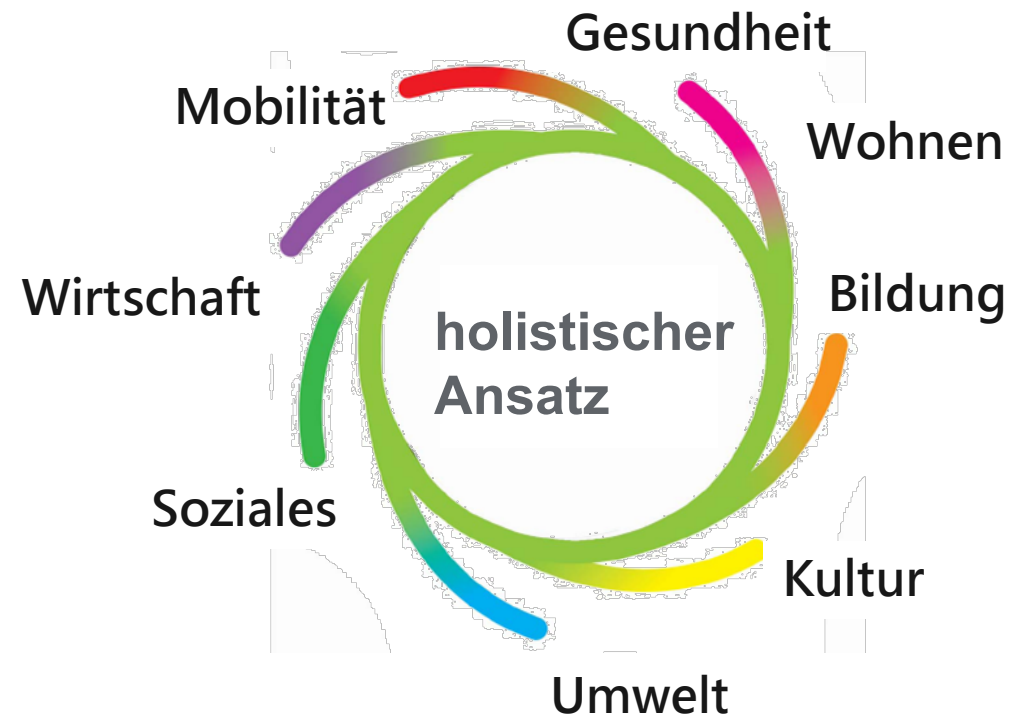 Gesundheit
Mobilität
Wohnen
Wirtschaft
Bildung
holistischer
Ansatz
Soziales
Kultur
Umwelt